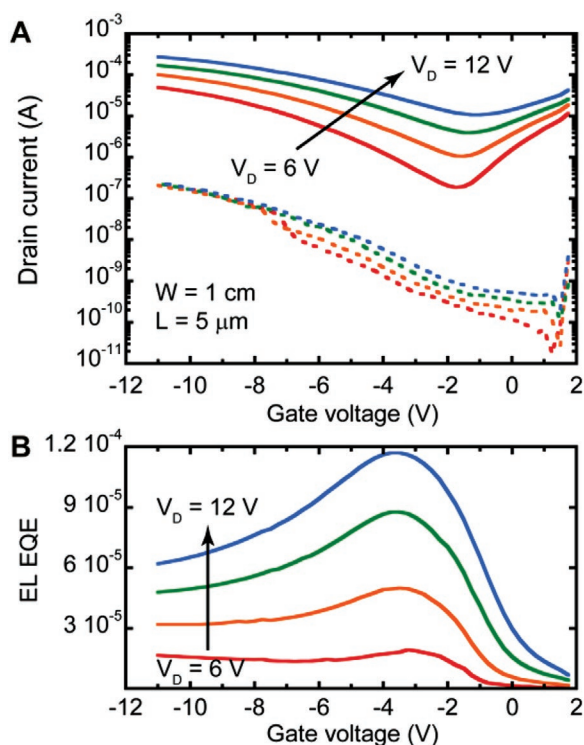 A
10⁻³
10⁻⁴
10⁻⁵
10⁻⁶
10⁻⁷
10⁻⁸
10⁻⁹
10⁻¹⁰
10⁻¹¹
Drain current (A)
V_D = 12 V
V_D = 6 V
W = 1 cm
L = 5 μm
-12 -10 -8 -6 -4 -2 0 2
Gate voltage (V)
B
1.2 10⁻⁴
9 10⁻⁵
6 10⁻⁵
3 10⁻⁵
EL EQE
V_D = 12 V
V_D = 6 V
-12 -10 -8 -6 -4 -2 0 2
Gate voltage (V)